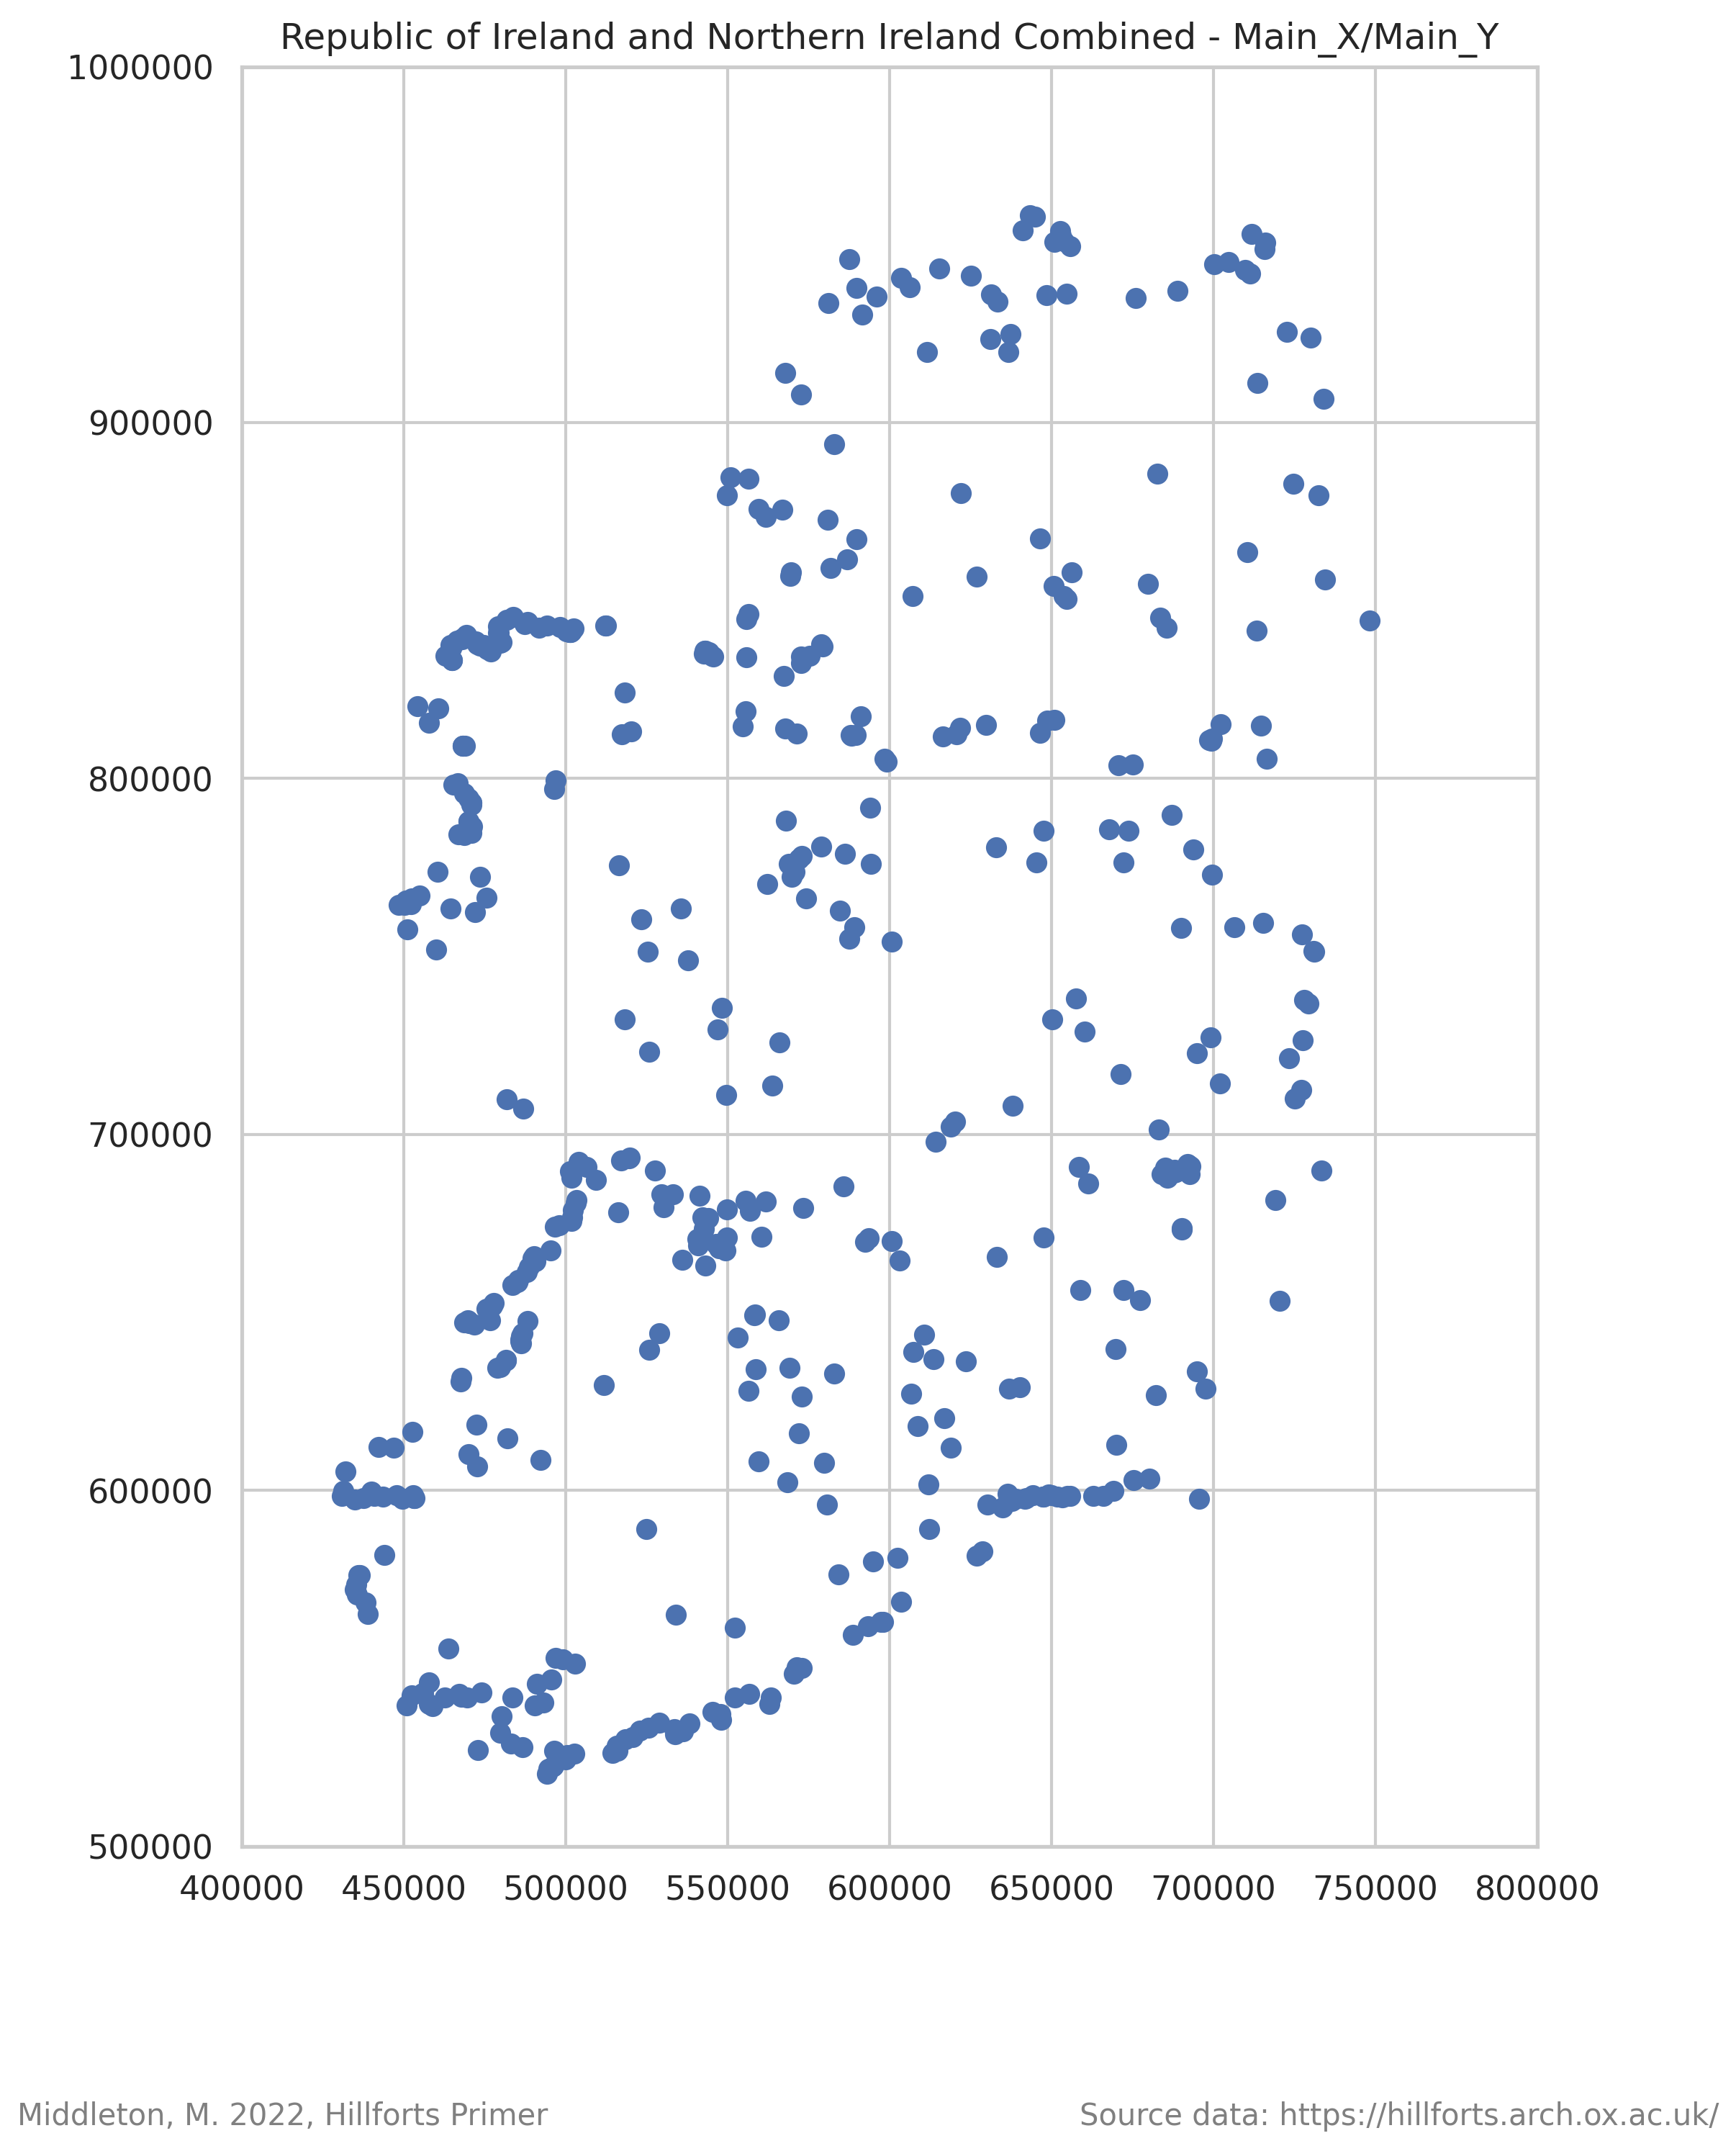 Republic of Ireland and Northern Ireland Combined - Main_X/Main_Y
1000000
900000
800000
700000
600000
500000
400000 450000 500000 550000 600000 650000 700000 750000 800000
Middleton, M. 2022, Hillforts Primer
Source data: https://hillforts.arch.ox.ac.uk/